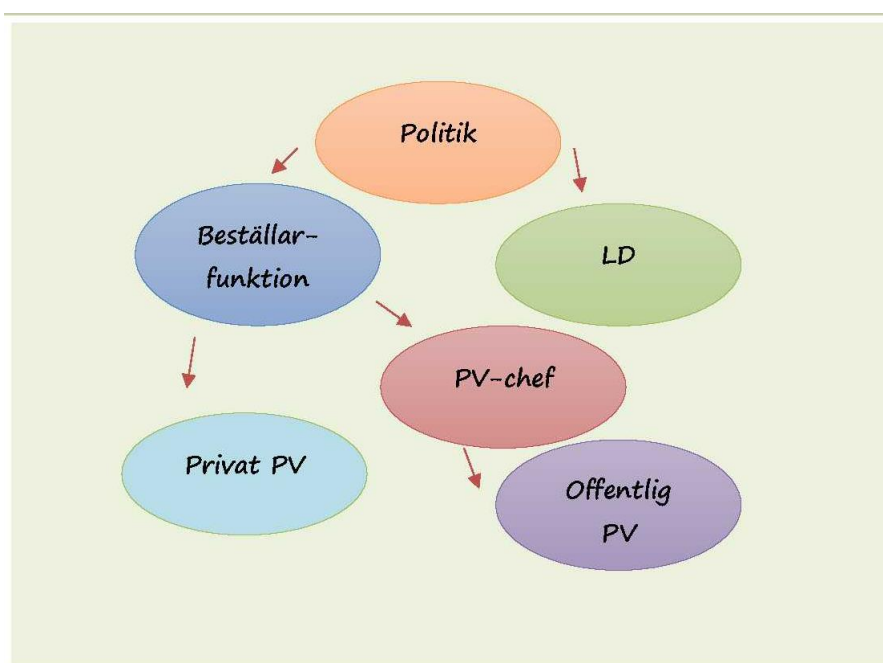 Politik
Beställar-
funktion
LD
PV-chef
Privat PV
Offentlig
PV